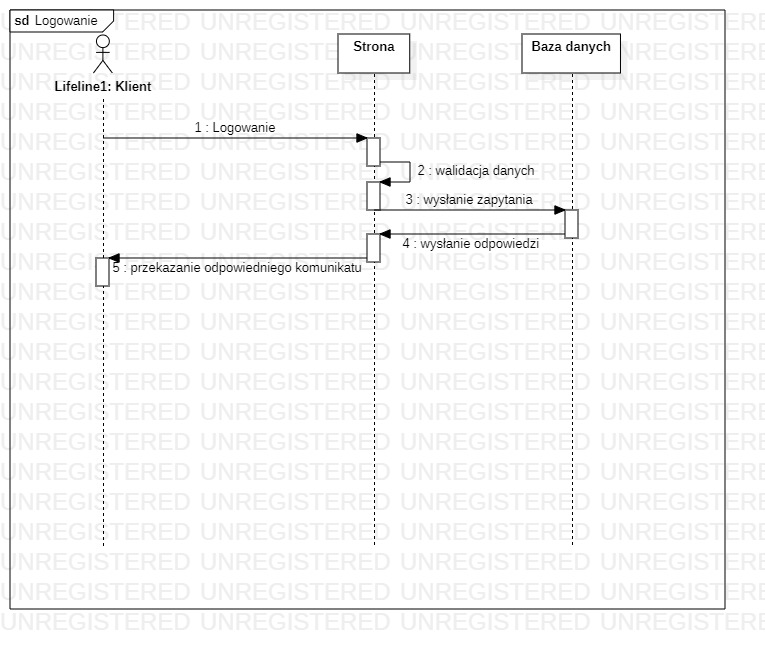 sd Logowanie
Strona
Baza danych
Lifeline1: Klient
1 : Logowanie
2 : walidacja danych
3 : wysłanie zapytania
4 : wysłanie odpowiedzi
5 : przekazanie odpowiedniego komunikatu
UNREGISTERED UNREGISTERED UNREGISTERED UNREGISTERED